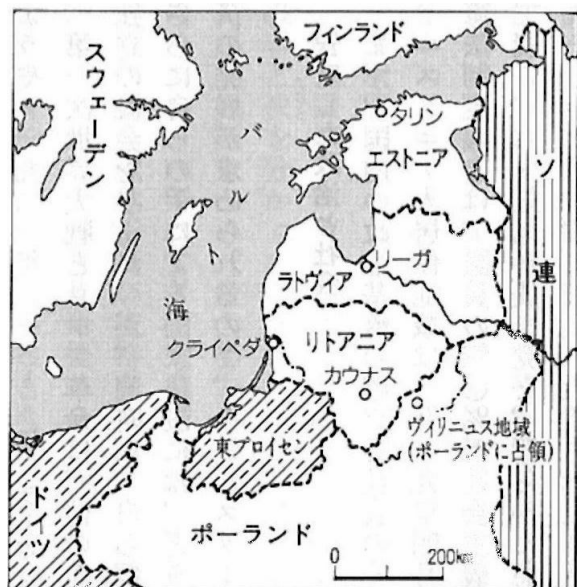 フィンランド
スウェーデン
バルト海
タリン
エストニア
ソ連
リーガ
ラトヴィア
クライペダ
リトアニア
カウナス
ヴィリニュス地域
(ポーランドに占領)
東プロイセン
ドイツ
ポーランド
0 200km